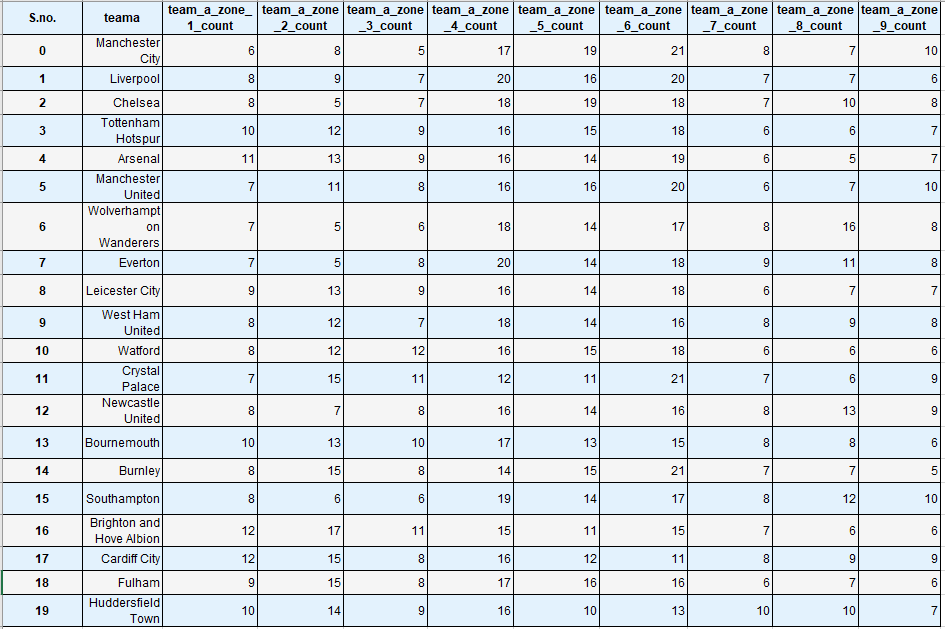 S.no. teama team_a_zone_1_count team_a_zone_2_count team_a_zone_3_count team_a_zone_4_count team_a_zone_5_count team_a_zone_6_count team_a_zone_7_count team_a_zone_8_count team_a_zone_9_count
0 Manchester City 6 8 5 17 19 21 8 7 10
1 Liverpool 8 9 7 20 16 20 7 7 6
2 Chelsea 8 5 7 18 19 18 7 10 8
3 Tottenham Hotspur 10 12 9 16 15 18 6 6 7
4 Arsenal 11 13 9 16 14 19 6 5 7
5 Manchester United 7 11 8 16 16 20 6 7 10
6 Wolverhampton Wanderers 7 5 6 18 14 17 8 16 8
7 Everton 7 5 8 20 14 18 9 11 8
8 Leicester City 9 13 9 16 14 18 6 7 7
9 West Ham United 8 12 7 18 14 16 8 9 8
10 Watford 8 12 12 16 15 18 6 6 6
11 Crystal Palace 7 15 11 12 11 21 7 6 9
12 Newcastle United 8 7 8 16 14 16 8 13 9
13 Bournemouth 10 13 10 17 13 15 8 8 6
14 Burnley 8 15 8 14 15 21 7 7 5
15 Southampton 8 6 6 19 14 17 8 12 10
16 Brighton and Hove Albion 12 17 11 15 11 15 7 6 6
17 Cardiff City 12 15 8 16 12 11 8 9 9
18 Fulham 9 15 8 17 16 16 6 7 6
19 Huddersfield Town 10 14 9 16 10 13 10 10 7